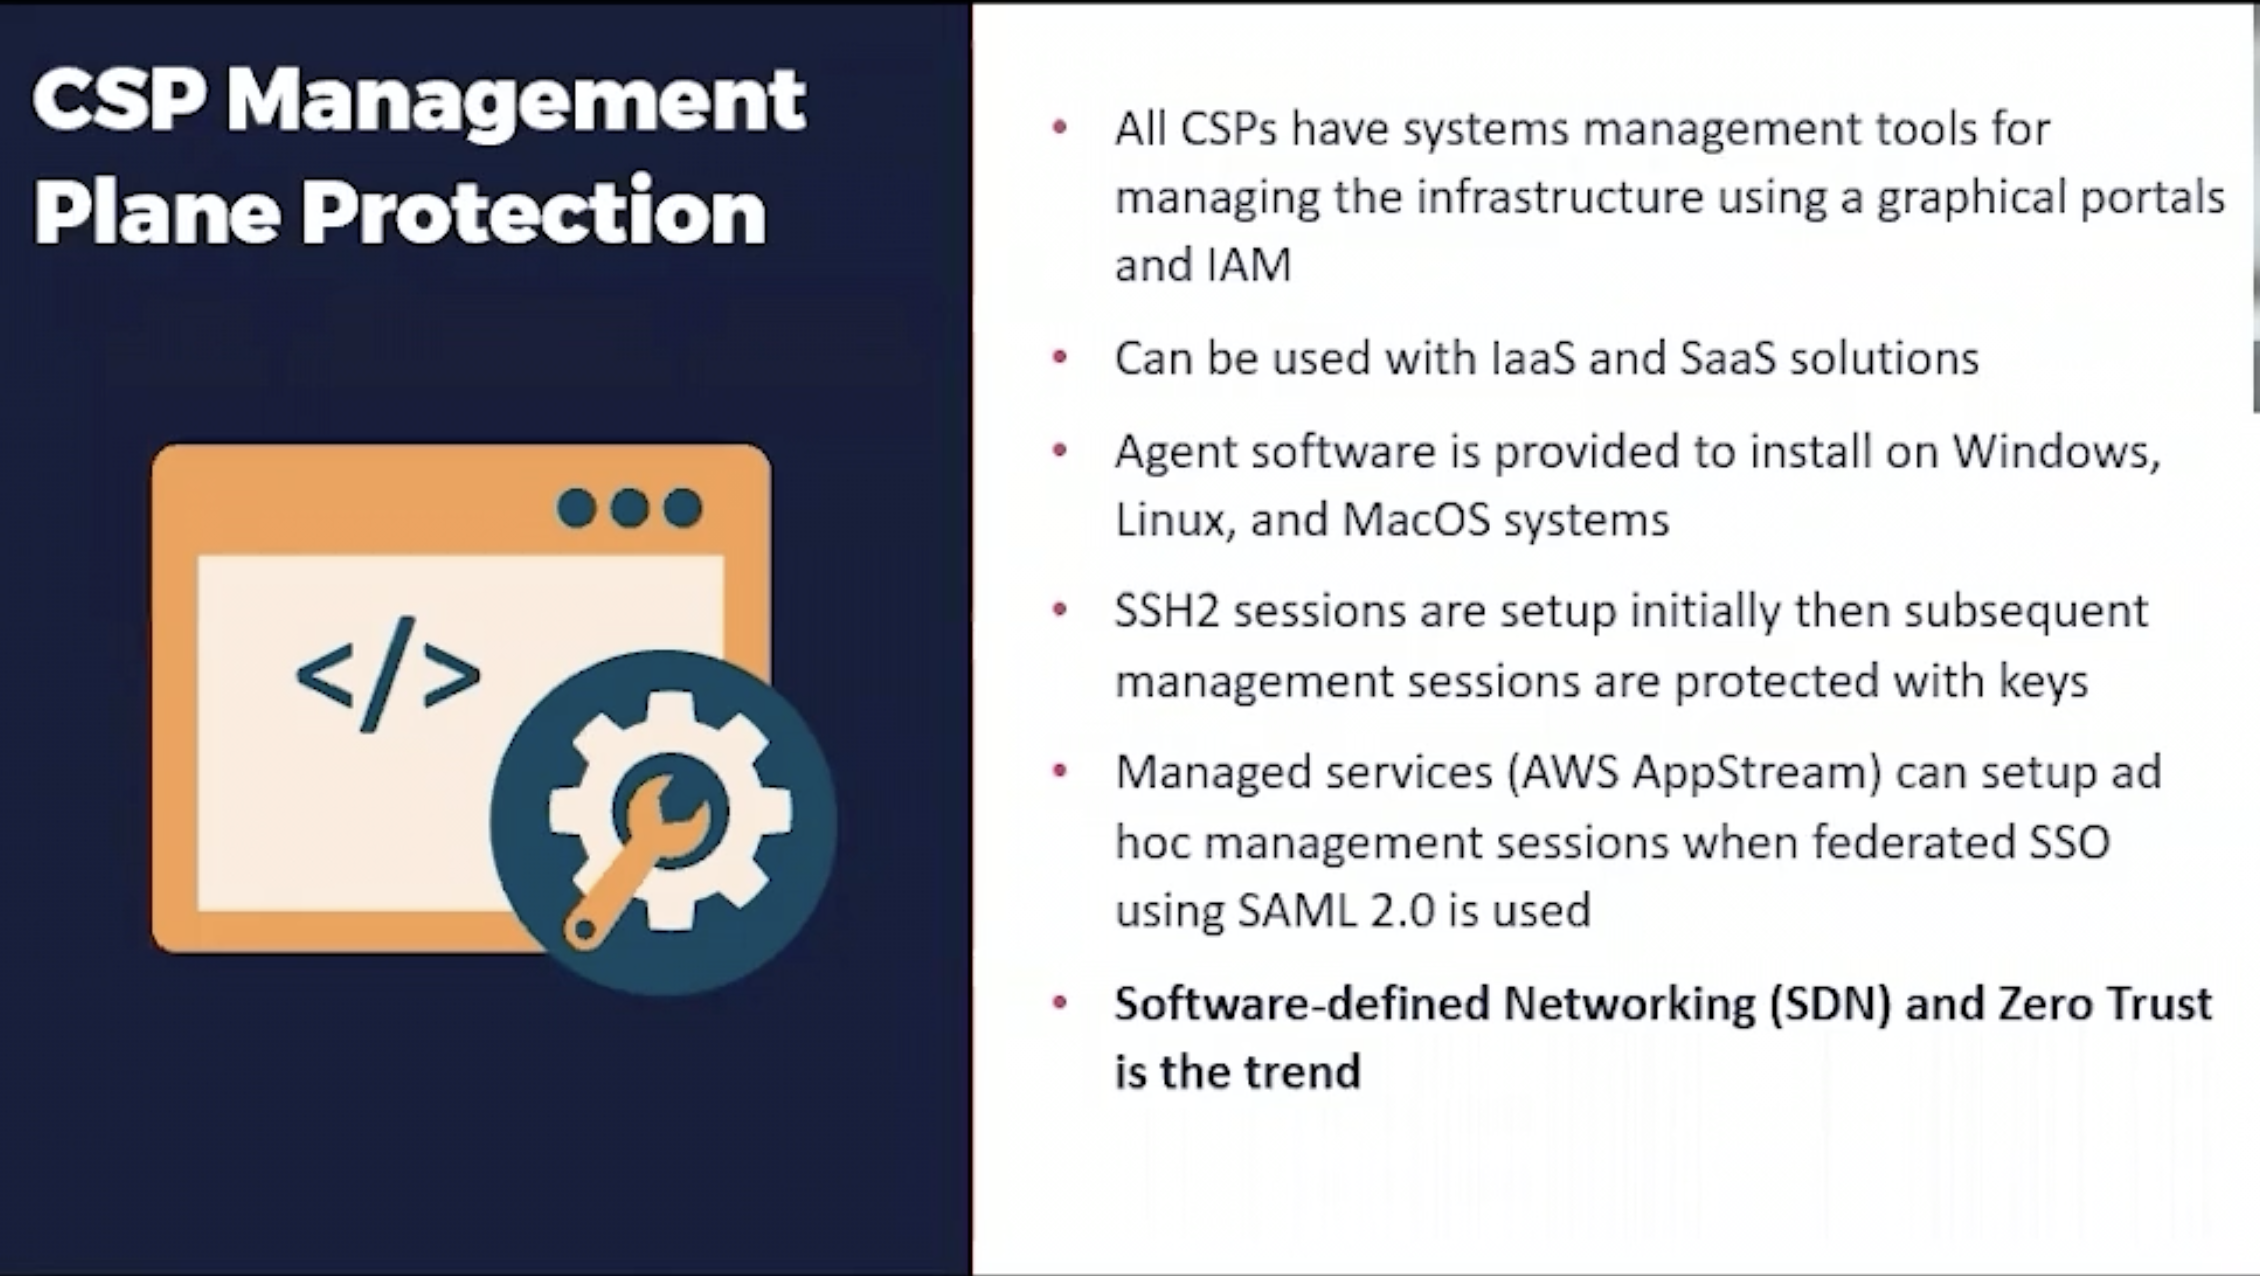 CSP Management
Plane Protection
• All CSPs have systems management tools for
managing the infrastructure using a graphical portals
and IAM
• Can be used with IaaS and SaaS solutions
• Agent software is provided to install on Windows,
Linux, and MacOS systems
• SSH2 sessions are setup initially then subsequent
management sessions are protected with keys
• Managed services (AWS AppStream) can setup ad
hoc management sessions when federated SSO
using SAML 2.0 is used
• Software-defined Networking (SDN) and Zero Trust
is the trend